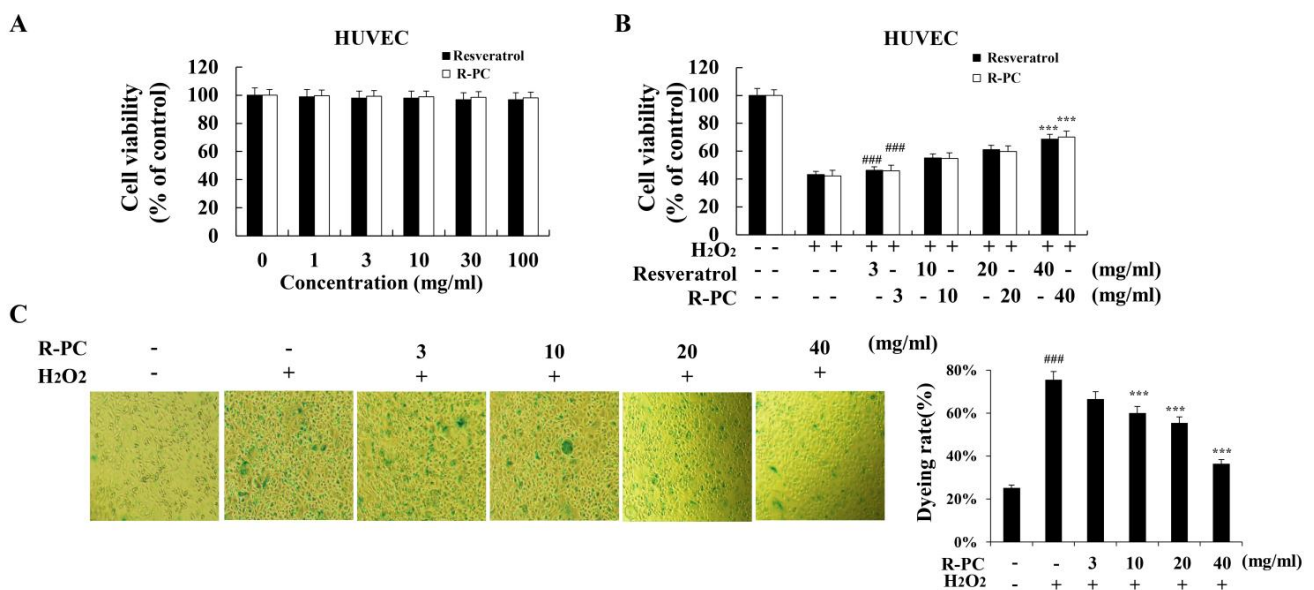 A
HUVEC
Resveratrol
R-PC
Cell viability
(% of control)
120
100
80
60
40
20
0
0 1 3 10 30 100
Concentration (mg/ml)
B
HUVEC
Resveratrol
R-PC
Cell viability
(% of control)
120
100
80
60
40
20
0
### ### *** ***
H2O2 - - + + + + + + + + + +
Resveratrol - - - - 3 - 10 - 20 - 40 - (mg/ml)
R-PC - - - - - 3 - 10 - 20 - 40 (mg/ml)
C
R-PC - - 3 10 20 40 (mg/ml)
H2O2 - + + + + +
Dyeing rate(%)
80%
60%
40%
20%
0%
### *** *** ***
R-PC - - 3 10 20 40 (mg/ml)
H2O2 - + + + + +